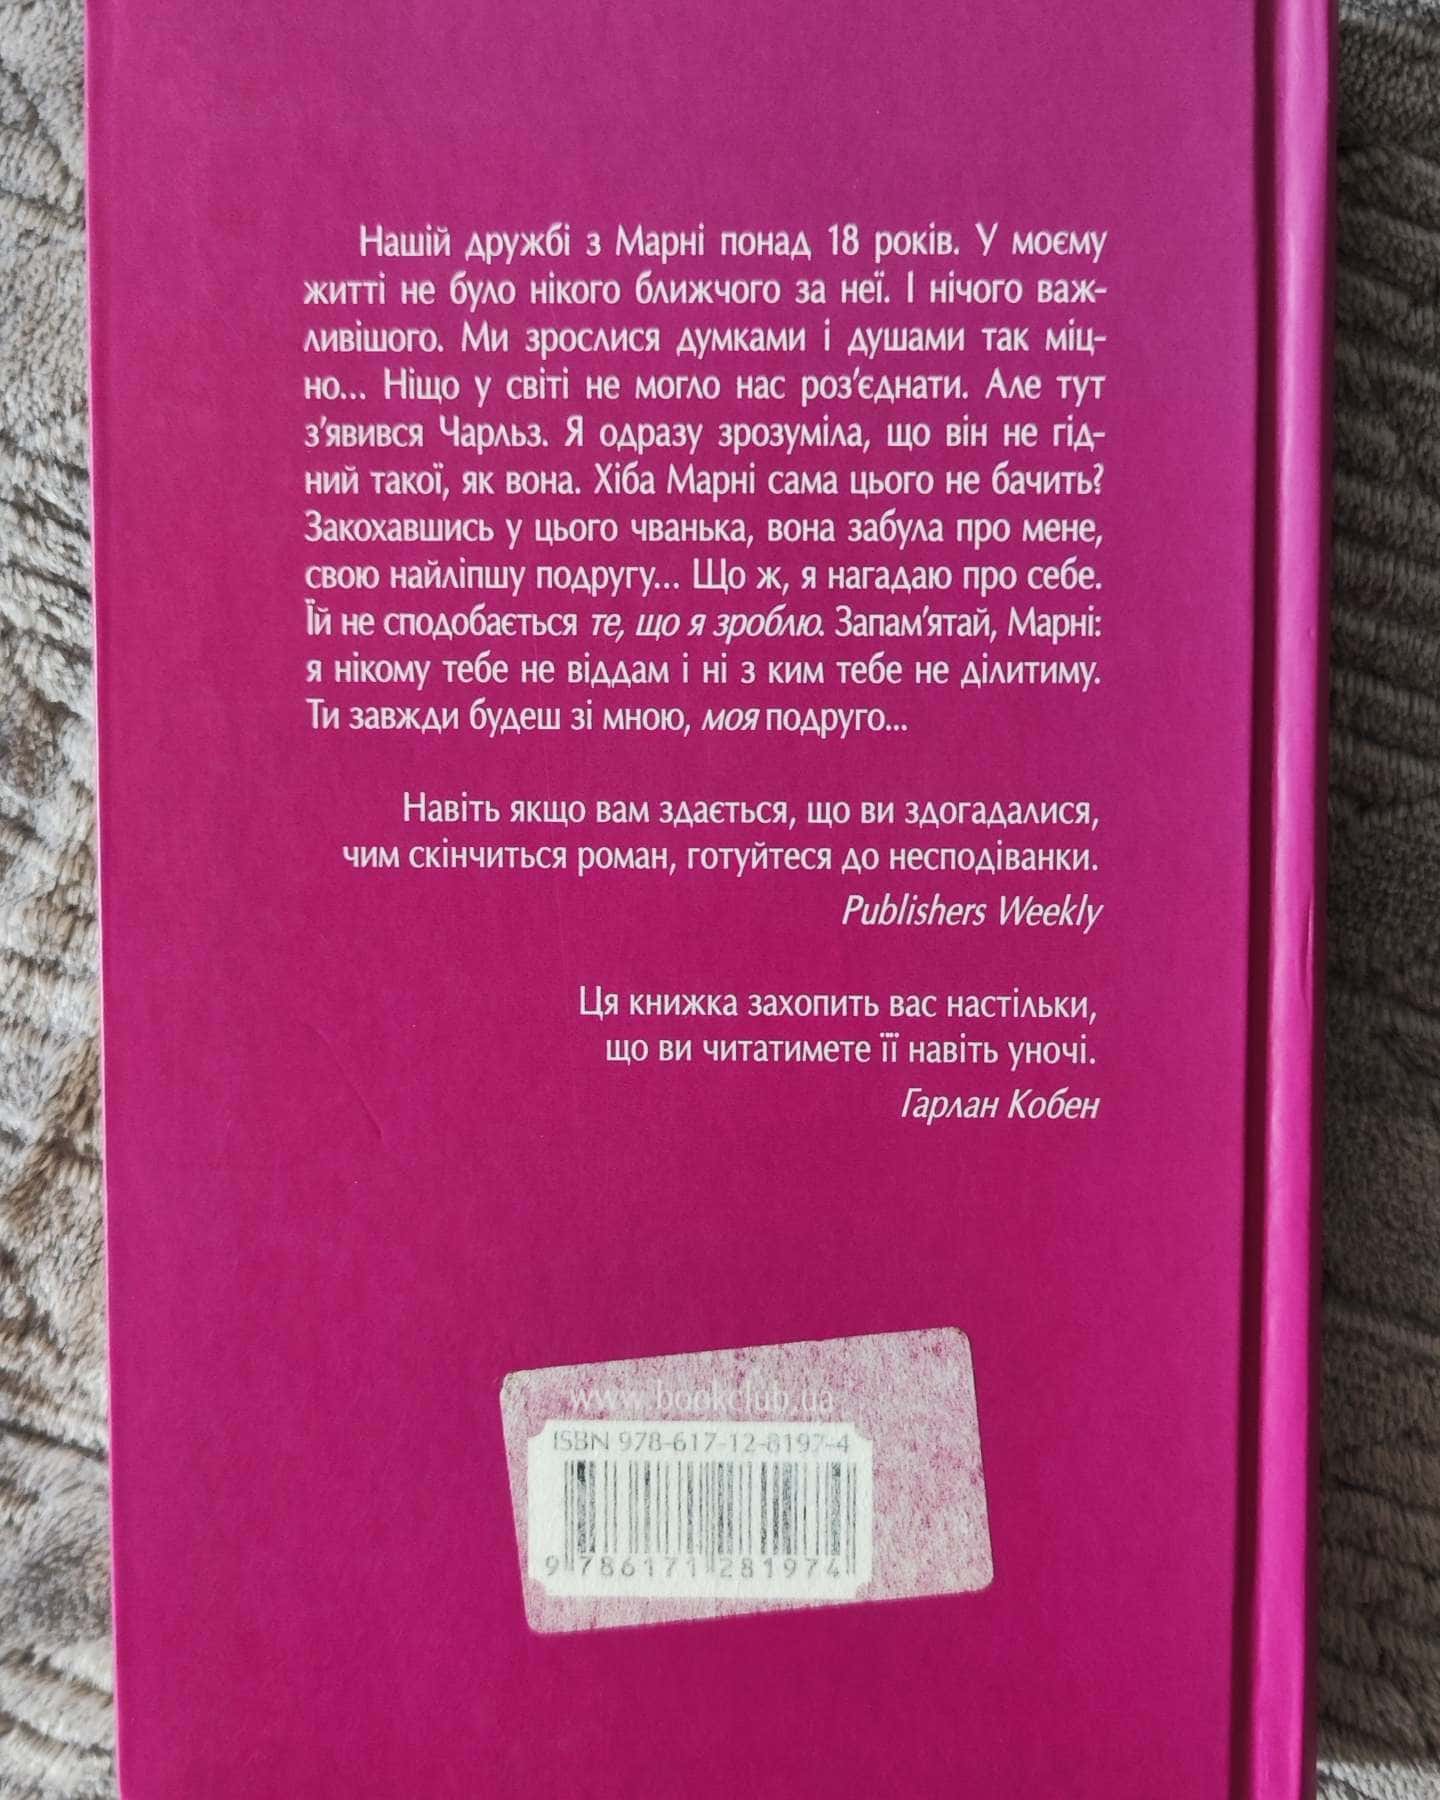 Нашій дружбі з Марні понад 18 років. У моєму
житті не було нікого ближчого за неї. І нічого важ-
ливішого. Ми зрослися думками і душами так міц-
но... Ніщо у світі не могло нас роз’єднати. Але тут
з’явився Чарльз. Я одразу зрозуміла, що він не гід-
ний такої, як вона. Хіба Марні сама цього не бачить?
Закохавшись у цього чванька, вона забула про мене,
свою найліпшу подругу... Що ж, я нагадаю про себе.
Їй не сподобається те, що я зроблю. Запам’ятай, Марні:
я нікому тебе не віддам і ні з ким тебе не ділитиму.
Ти завжди будеш зі мною, моя подруго...
Навіть якщо вам здається, що ви здогадалися,
чим скінчиться роман, готуйтеся до несподіванки.
Publishers Weekly
Ця книжка захопить вас настільки,
що ви читатимете її навіть уночі.
Гарлан Кобен
www.bookclub.ua
ISBN 978-617-12-8197-4
9 786171 281974